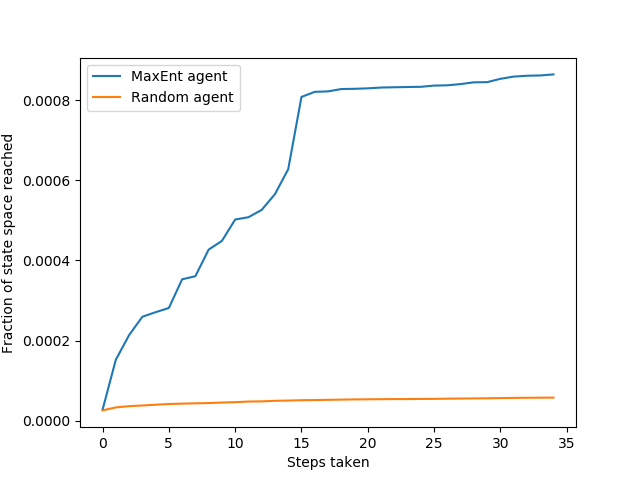 MaxEnt agent
Random agent
Fraction of state space reached
0.0008
0.0006
0.0004
0.0002
0.0000
0 5 10 15 20 25 30 35
Steps taken